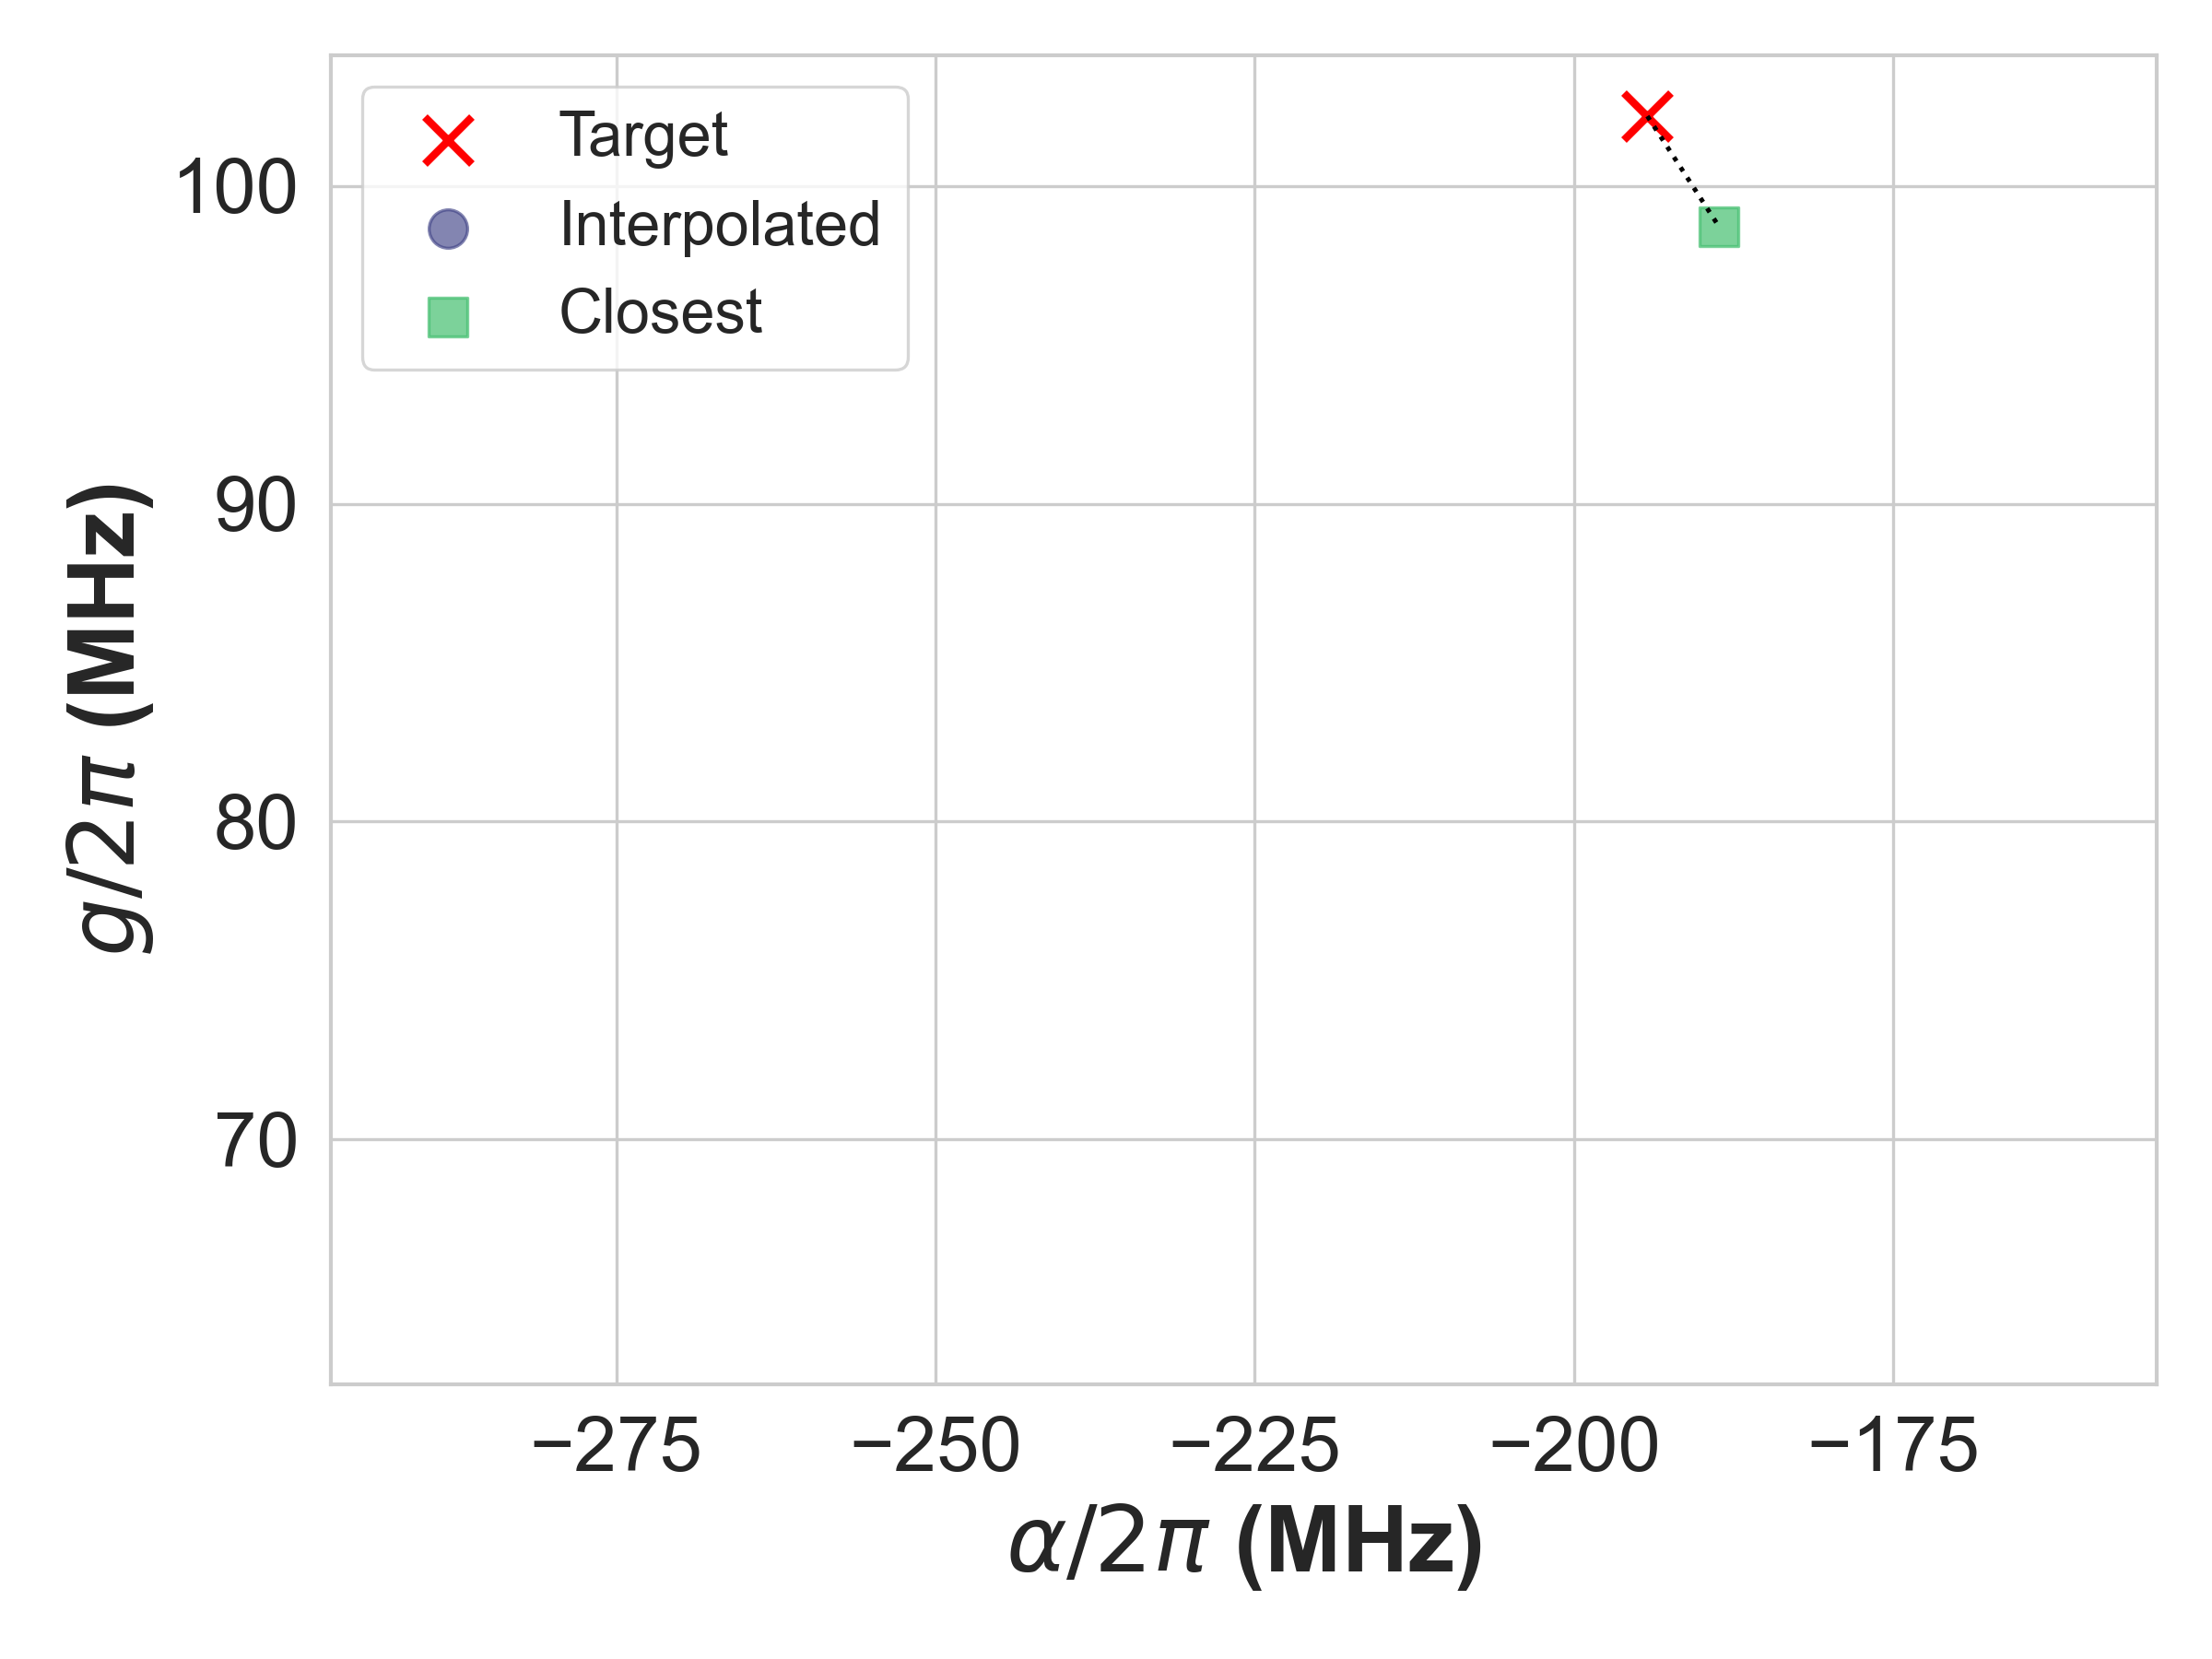 Target
Interpolated
Closest
100
90
80
70
g/2π (MHz)
−275
−250
−225
−200
−175
α/2π (MHz)